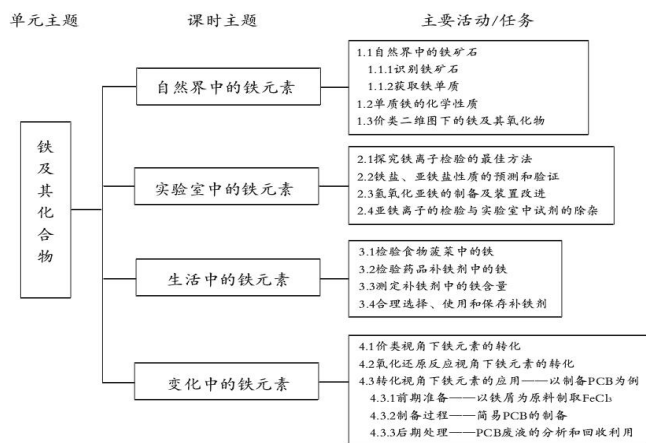 单元主题
课时主题
主要活动/任务
铁及其化合物
自然界中的铁元素
1.1自然界中的铁矿石
1.1.1识别铁矿石
1.1.2获取铁单质
1.2单质铁的化学性质
1.3价类二维图下的铁及其氧化物
实验室中的铁元素
2.1探究铁离子检验的最佳方法
2.2铁盐、亚铁盐性质的预测和验证
2.3氢氧化亚铁的制备及装置改进
2.4亚铁离子的检验与实验室中试剂的除杂
生活中的铁元素
3.1检验食物菠菜中的铁
3.2检验药品补铁剂中的铁
3.3测定补铁剂中的铁含量
3.4合理选择、使用和保存补铁剂
变化中的铁元素
4.1价类视角下铁元素的转化
4.2氧化还原反应视角下铁元素的转化
4.3转化视角下铁元素的应用——以制备PCB为例
4.3.1前期准备——以铁屑为原料制取FeCl₃
4.3.2制备过程——简易PCB的制备
4.3.3后期处理——PCB废液的分析和回收利用